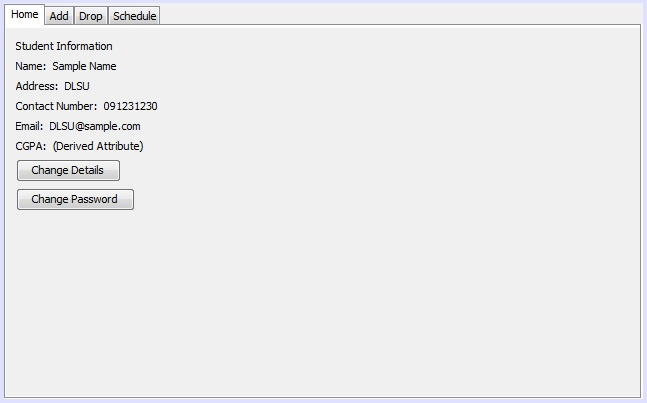 Home Add Drop Schedule
Student Information
Name: Sample Name
Address: DLSU
Contact Number: 091231230
Email: DLSU@sample.com
CGPA: (Derived Attribute)
Change Details
Change Password